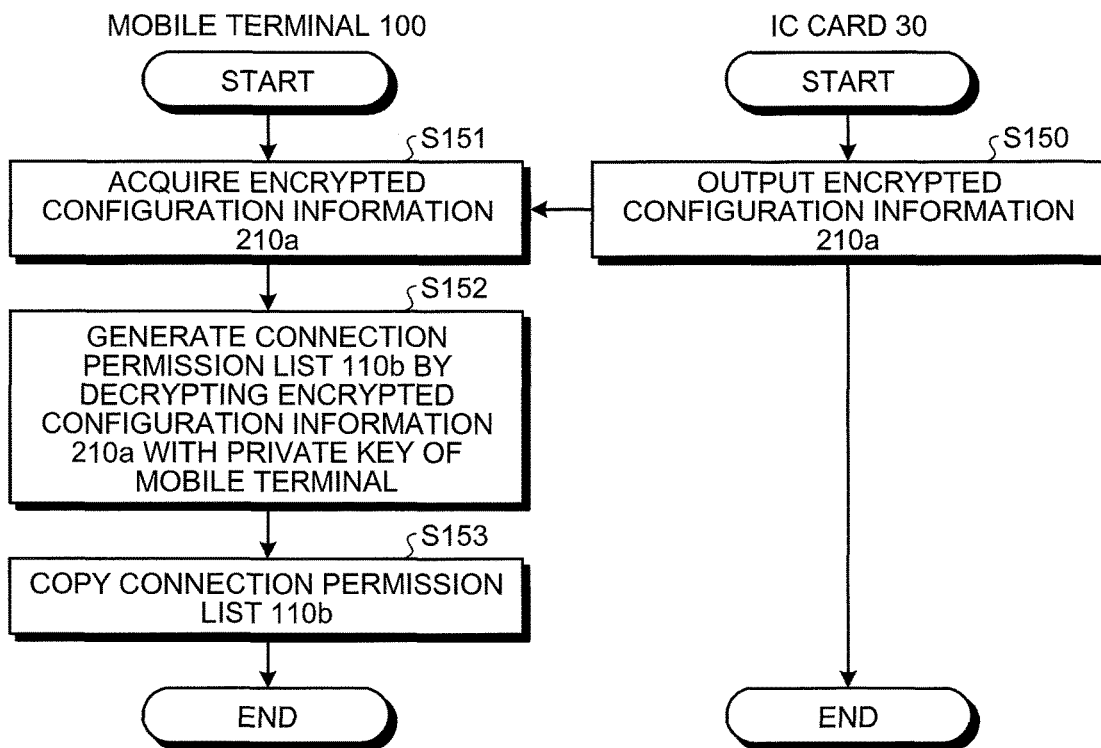 MOBILE TERMINAL 100
IC CARD 30
START
START
S151
S150
ACQUIRE ENCRYPTED
CONFIGURATION INFORMATION
210a
OUTPUT ENCRYPTED
CONFIGURATION INFORMATION
210a
S152
GENERATE CONNECTION
PERMISSION LIST 110b BY
DECRYPTING ENCRYPTED
CONFIGURATION INFORMATION
210a WITH PRIVATE KEY OF
MOBILE TERMINAL
S153
COPY CONNECTION PERMISSION
LIST 110b
END
END